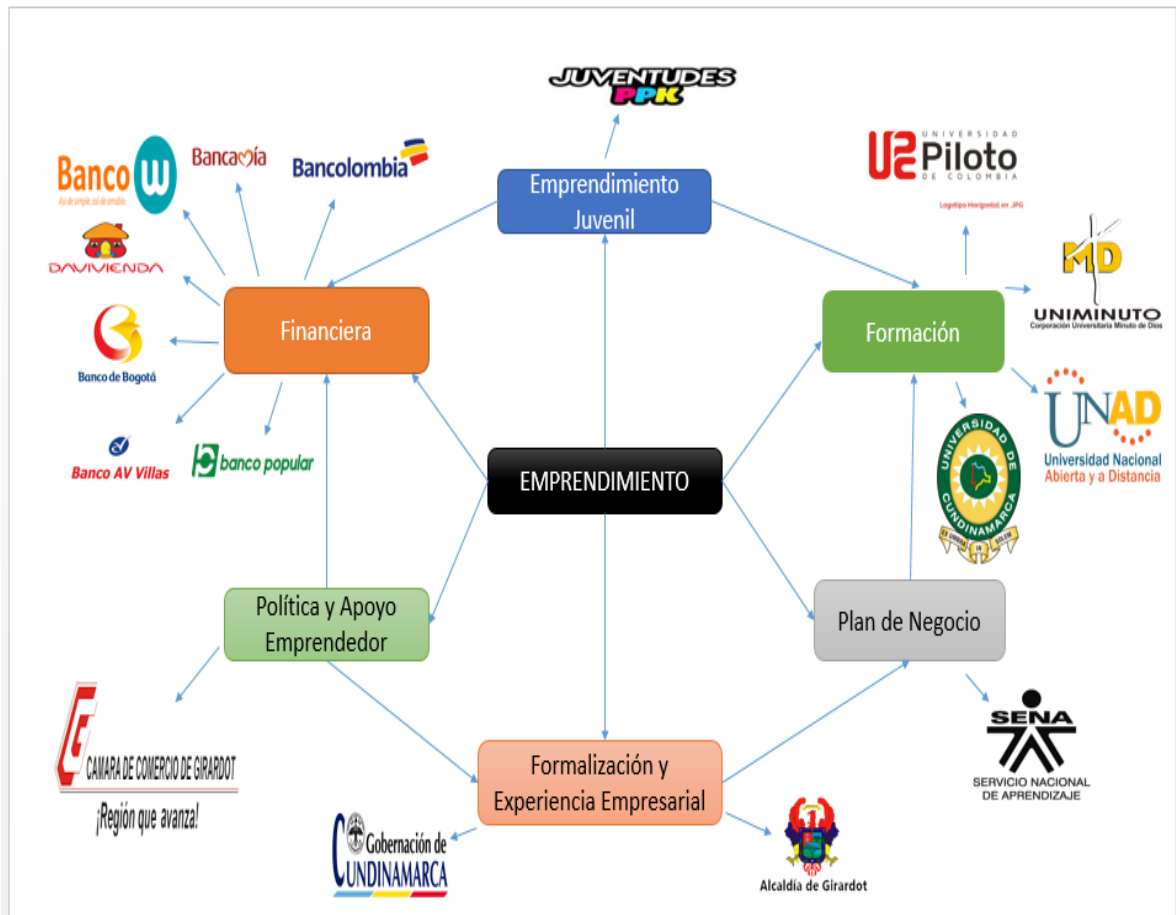 JUVENTUDES
PPK
Banco W
Así de simple, así de amable.
Bancamía
Bancolombia
Emprendimiento
Juvenil
UNIVERSIDAD
Piloto
DE COLOMBIA
Logotipo Horizontal en .JPG
DAVIVIENDA
MD
UNIMINUTO
Corporación Universitaria Minuto de Dios
Financiera
Formación
Banco de Bogotá
Banco AV Villas
banco popular
EMPRENDIMIENTO
UNAD
Universidad Nacional
Abierta y a Distancia
UNIVERSIDAD DE
CUNDINAMARCA
Política y Apoyo
Emprendedor
Plan de Negocio
CAMARA DE COMERCIO DE GIRARDOT
¡Región que avanza!
Formalización y
Experiencia Empresarial
SENA
SERVICIO NACIONAL
DE APRENDIZAJE
Gobernación de
CUNDINAMARCA
Alcaldía de Girardot